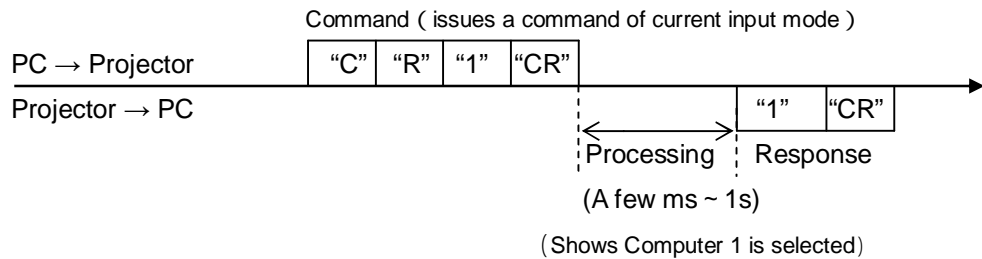 Command ( issues a command of current input mode )
PC → Projector “C” “R” “1” “CR”
Projector → PC “1” “CR”
Processing Response
(A few ms ~ 1s)
(Shows Computer 1 is selected)